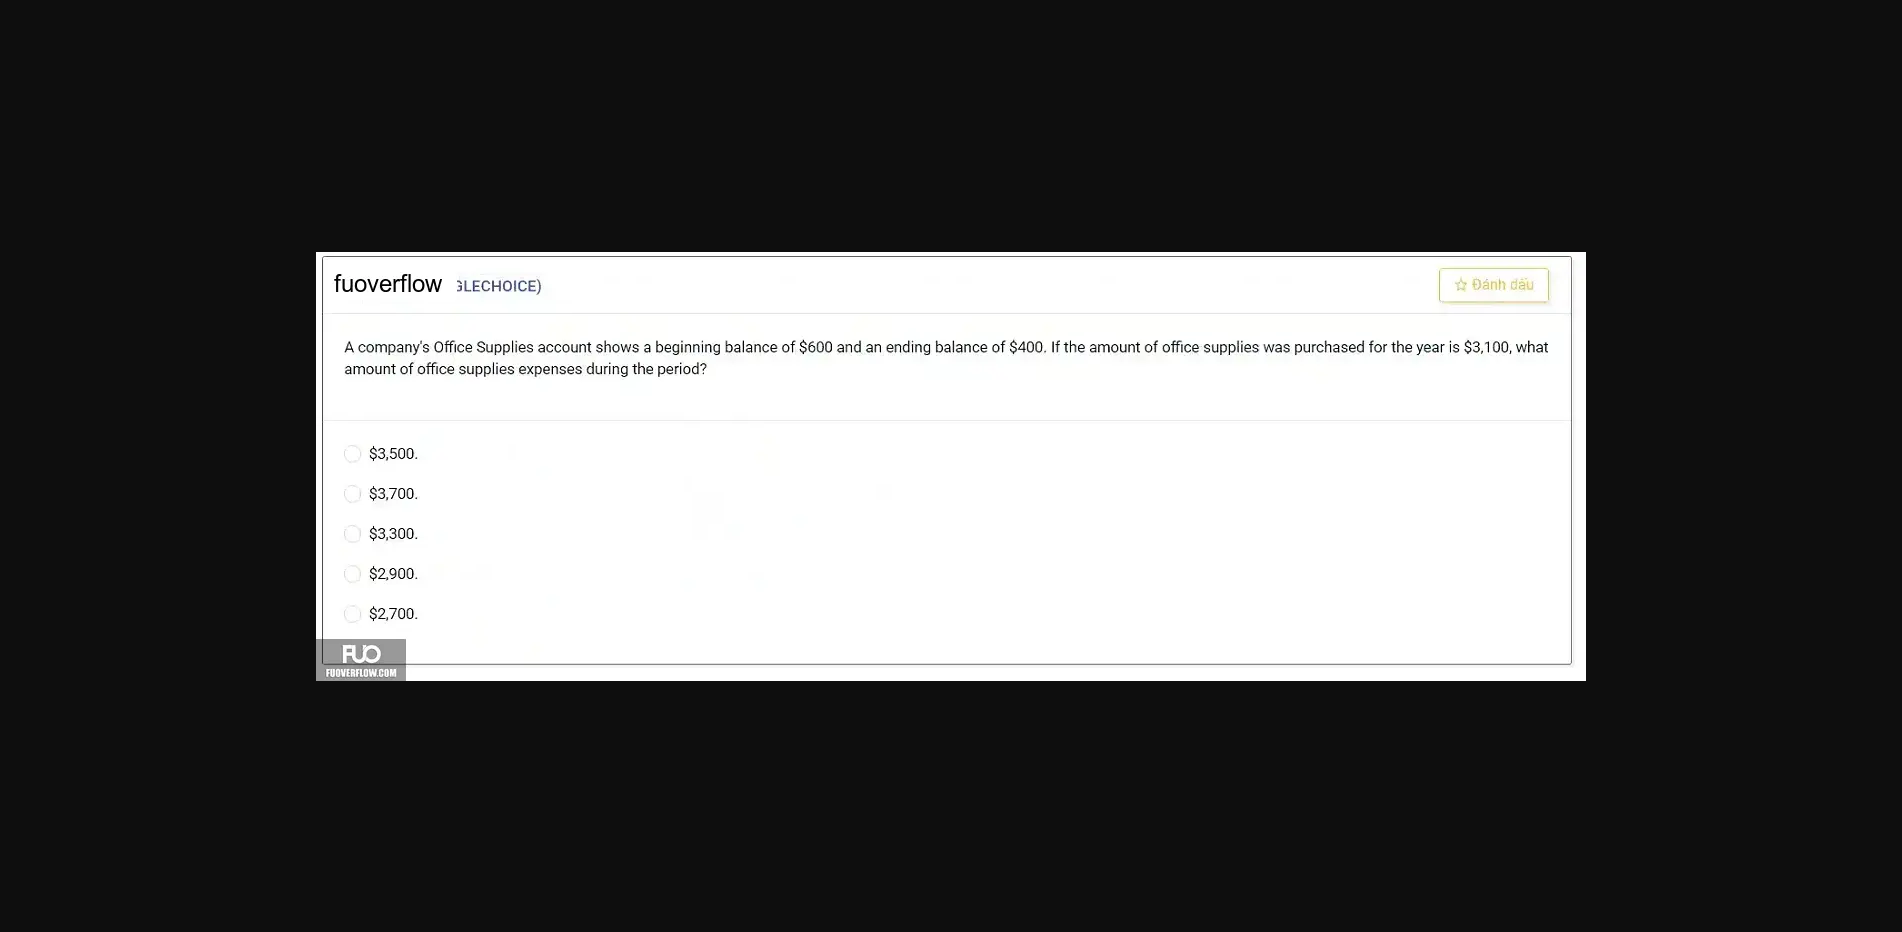 fuoverflow GLECHOICE)
☆ Đánh dấu
A company's Office Supplies account shows a beginning balance of $600 and an ending balance of $400. If the amount of office supplies was purchased for the year is $3,100, what
amount of office supplies expenses during the period?
$3,500.
$3,700.
$3,300.
$2,900.
$2,700.
FUO
FUOVERFLOW.COM